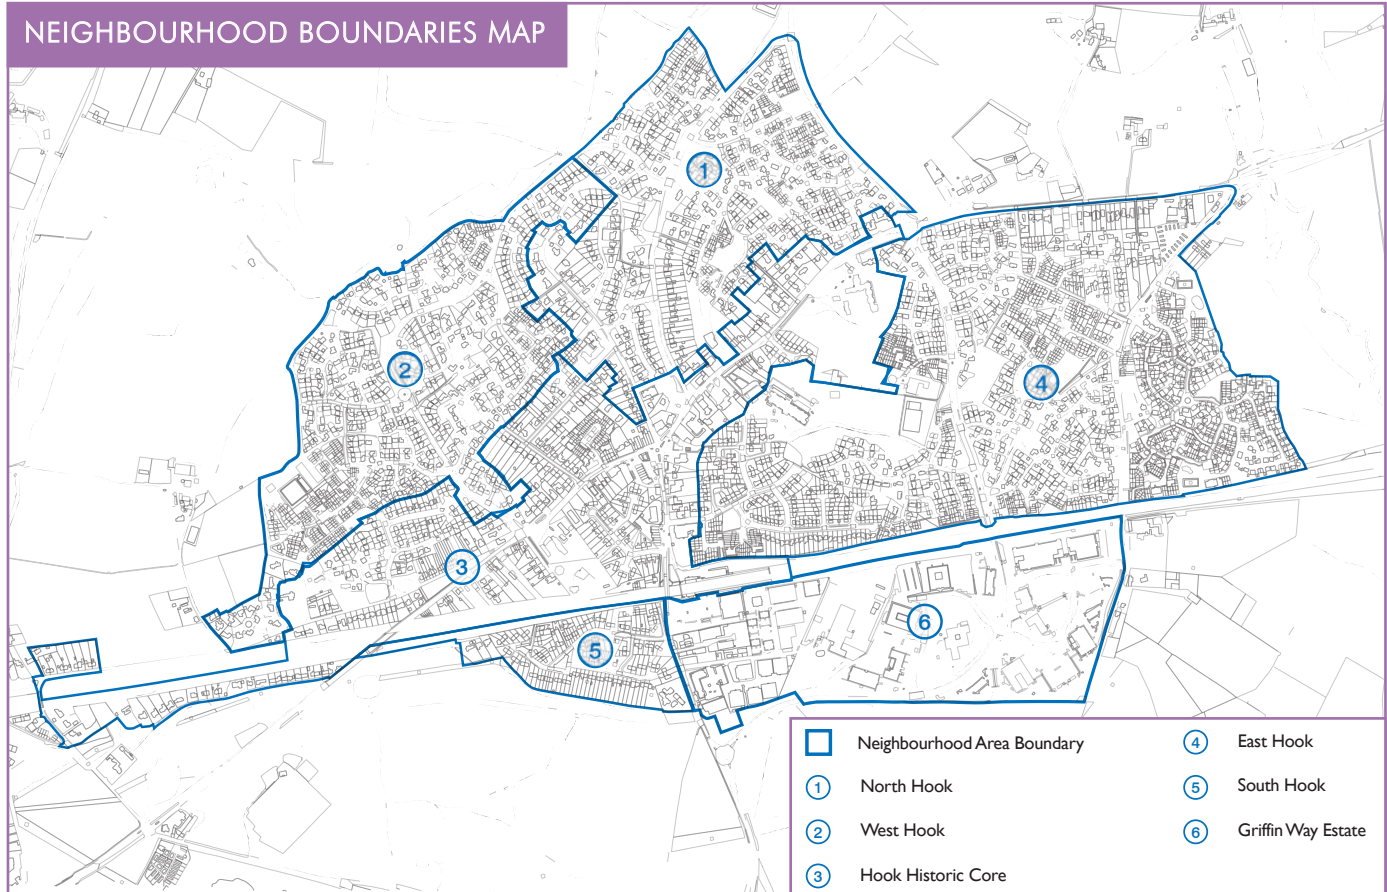 NEIGHBOURHOOD BOUNDARIES MAP
1
2
4
3
6
5
Neighbourhood Area Boundary
1 North Hook
2 West Hook
3 Hook Historic Core
4 East Hook
5 South Hook
6 Griffin Way Estate